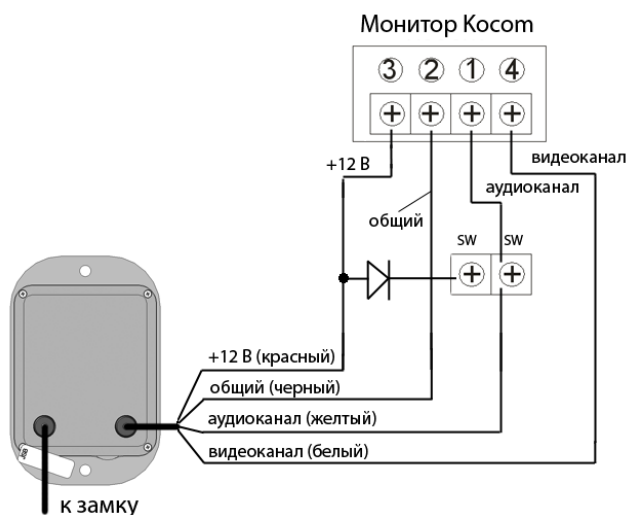 Монитор Kocom
3 2 1 4
+12 В
видеоканал
аудиоканал
общий
SW SW
+12 В (красный)
общий (черный)
аудиоканал (желтый)
видеоканал (белый)
к замку